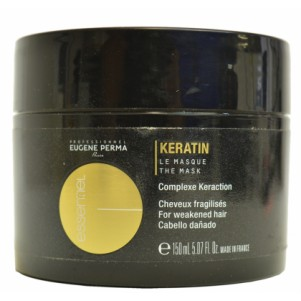 PROFESSIONNEL
EUGENE PERMA
Paris
essentiel
KERATIN
LE MASQUE
THE MASK
Complexe Keraction
Cheveux fragilisés
For weakened hair
Cabello dañado
℮ 150 ml 5.07 fl. Oz. MADE IN FRANCE